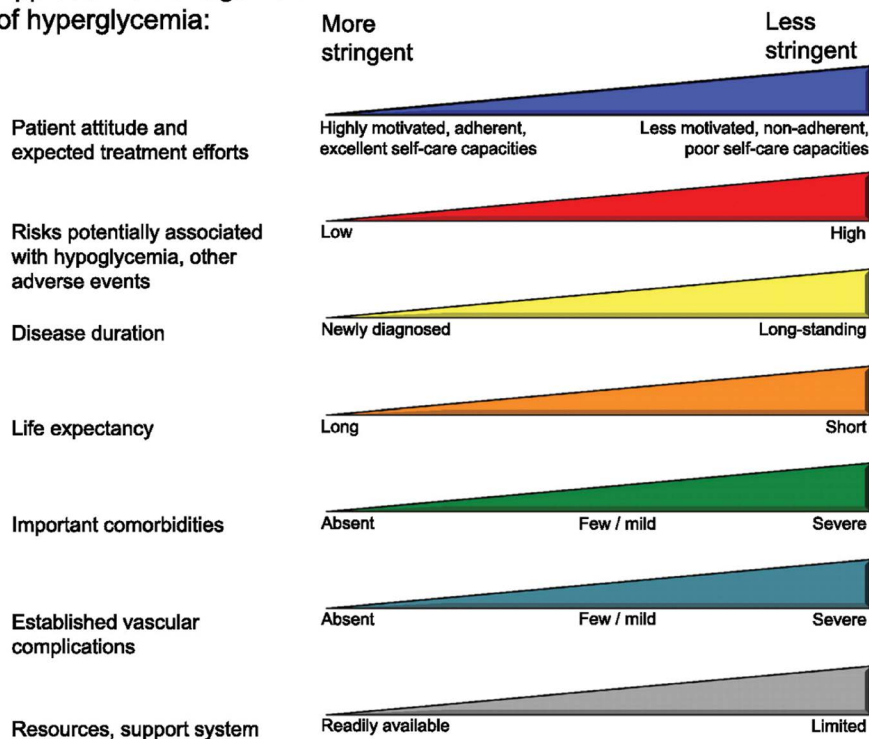 of hyperglycemia:
More
stringent
Less
stringent
Patient attitude and
expected treatment efforts
Highly motivated, adherent,
excellent self-care capacities
Less motivated, non-adherent,
poor self-care capacities
Risks potentially associated
with hypoglycemia, other
adverse events
Low
High
Disease duration
Newly diagnosed
Long-standing
Life expectancy
Long
Short
Important comorbidities
Absent
Few / mild
Severe
Established vascular
complications
Absent
Few / mild
Severe
Resources, support system
Readily available
Limited